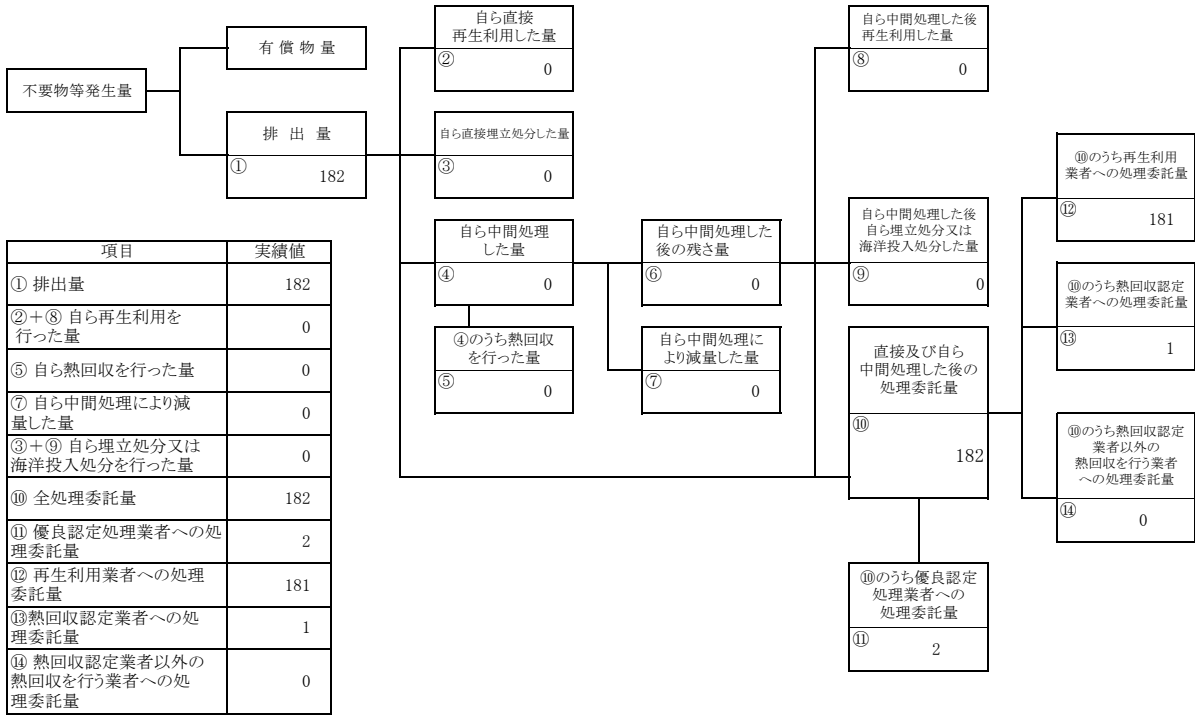 不要物等発生量
有 償 物 量
排 出 量
①
182
自ら直接
再生利用した量
②
0
自ら直接埋立処分した量
③
0
自ら中間処理
した量
④
0
④のうち熱回収
を行った量
⑤
0
自ら中間処理した
後の残さ量
⑥
0
自ら中間処理に
より減量した量
⑦
0
自ら中間処理した後
再生利用した量
⑧
0
自ら中間処理した後
自ら埋立処分又は
海洋投入処分した量
⑨
0
直接及び自ら
中間処理した後の
処理委託量
⑩
182
⑩のうち優良認定
処理業者への
処理委託量
⑪
2
⑩のうち再生利用
業者への処理委託量
⑫
181
⑩のうち熱回収認定
業者への処理委託量
⑬
1
⑩のうち熱回収認定
業者以外の
熱回収を行う業者
への処理委託量
⑭
0
項目 実績値
① 排出量 182
②+⑧ 自ら再生利用を
行った量 0
⑤ 自ら熱回収を行った量 0
⑦ 自ら中間処理により減
量した量 0
③+⑨ 自ら埋立処分又は
海洋投入処分を行った量 0
⑩ 全処理委託量 182
⑪ 優良認定処理業者への処
理委託量 2
⑫ 再生利用業者への処理
委託量 181
⑬熱回収認定業者への処
理委託量 1
⑭ 熱回収認定業者以外の
熱回収を行う業者への処
理委託量 0